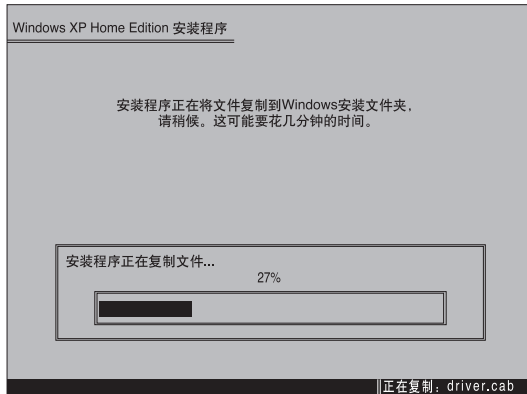 Windows XP Home Edition 安装程序
安装程序正在将文件复制到Windows安装文件夹，
请稍候。这可能要花几分钟的时间。
安装程序正在复制文件...
27%
正在复制：driver.cab